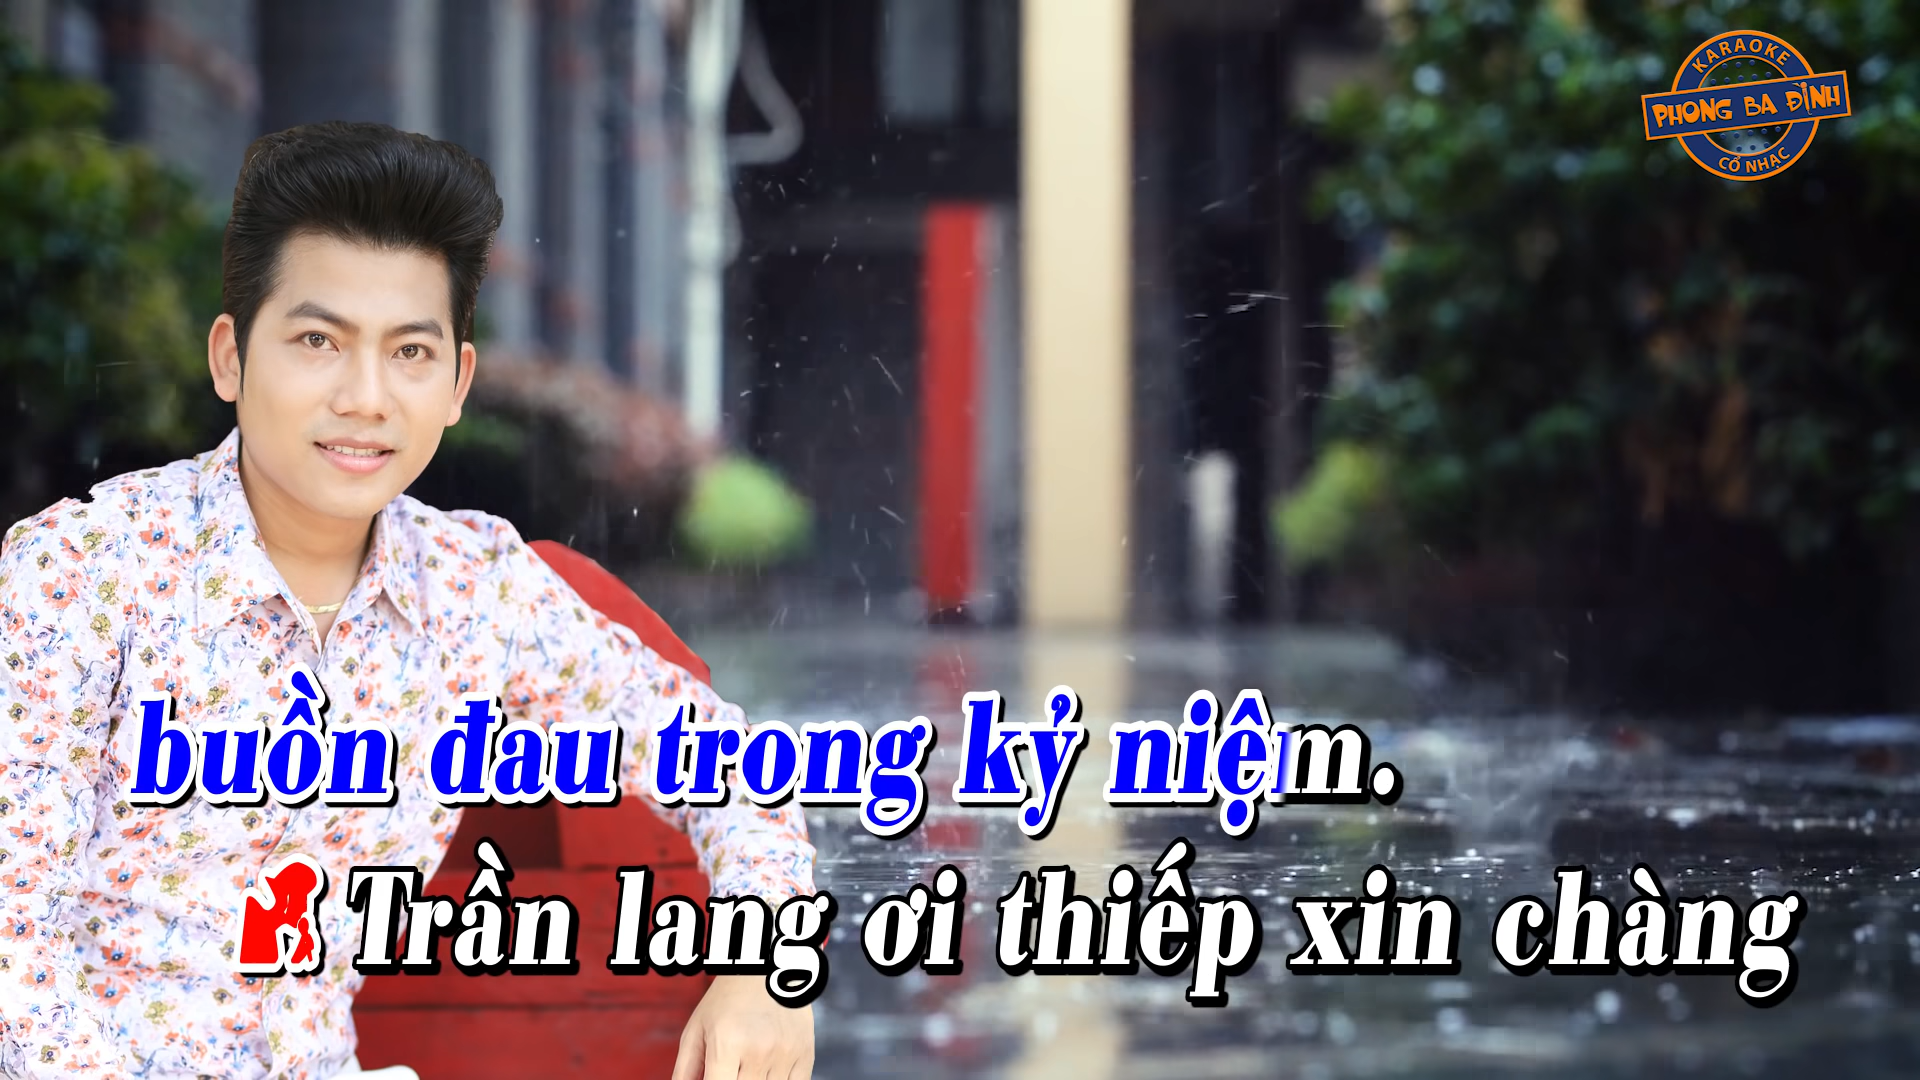 KARAOKE
PHONG BA ĐÌNH
CỔ NHẠC
buồn đau trong kỷ niệm.
Trần lang ơi thiếp xin chàng